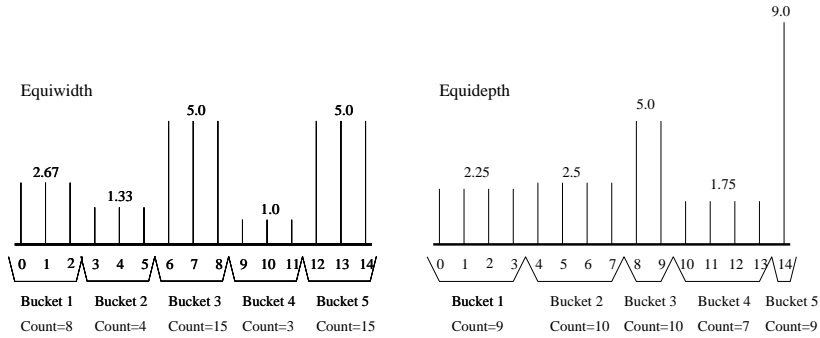 Equiwidth
2.67
1.33
5.0
1.0
5.0
0 1 2 3 4 5 6 7 8 9 10 11 12 13 14
Bucket 1 Bucket 2 Bucket 3 Bucket 4 Bucket 5
Count=8 Count=4 Count=15 Count=3 Count=15
Equidepth
2.25
2.5
5.0
1.75
9.0
0 1 2 3 4 5 6 7 8 9 10 11 12 13 14
Bucket 1 Bucket 2 Bucket 3 Bucket 4 Bucket 5
Count=9 Count=10 Count=10 Count=7 Count=9